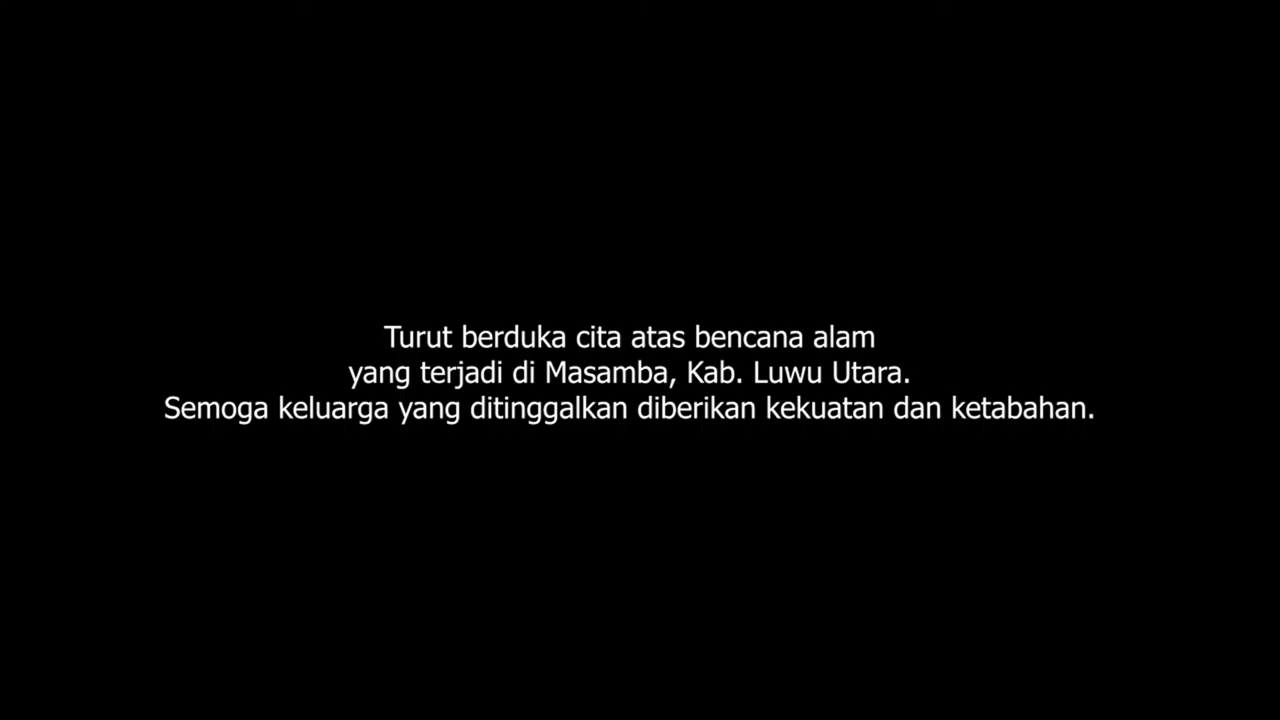 Turut berduka cita atas bencana alam
yang terjadi di Masamba, Kab. Luwu Utara.
Semoga keluarga yang ditinggalkan diberikan kekuatan dan ketabahan.